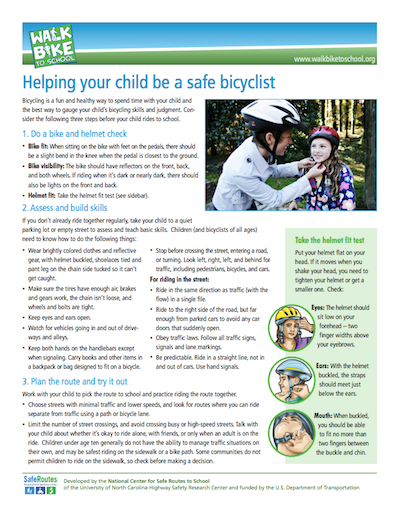 WALK
BIKE
TO SCHOOL
www.walkbiketoschool.org
Helping your child be a safe bicyclist
Bicycling is a fun and healthy way to spend time with your child and
the best way to gauge your child's bicycling skills and judgment. Con-
sider the following three steps before your child rides to school.
1. Do a bike and helmet check
• Bike fit: When sitting on the bike with feet on the pedals, there should
be a slight bend in the knee when the pedal is closest to the ground.
• Bike visibility: The bike should have reflectors on the front, back,
and both wheels. If riding when it's dark or nearly dark, there should
also be lights on the front and back.
• Helmet fit: Take the helmet fit test (see sidebar).
2. Assess and build skills
If you don't already ride together regularly, take your child to a quiet
parking lot or empty street to assess and teach basic skills. Children (and bicyclists of all ages)
need to know how to do the following things:
• Wear brightly colored clothes and reflective
gear, with helmet buckled, shoelaces tied and
pant leg on the chain side tucked so it can't
get caught.
• Make sure the tires have enough air, brakes
and gears work, the chain isn't loose, and
wheels and bolts are tight.
• Keep eyes and ears open.
• Watch for vehicles going in and out of drive-
ways and alleys.
• Keep both hands on the handlebars except
when signaling. Carry books and other items in
a backpack or bag designed to fit on a bicycle.
• Stop before crossing the street, entering a road,
or turning. Look left, right, left, and behind for
traffic, including pedestrians, bicycles, and cars.
For riding in the street:
• Ride in the same direction as traffic (with the
flow) in a single file.
• Ride to the right side of the road, but far
enough from parked cars to avoid any car
doors that suddenly open.
• Obey traffic laws. Follow all traffic signs,
signals and lane markings.
• Be predictable. Ride in a straight line, not in
and out of cars. Use hand signals.
3. Plan the route and try it out
Work with your child to pick the route to school and practice riding the route together.
• Choose streets with minimal traffic and lower speeds, and look for routes where you can ride
separate from traffic using a path or bicycle lane.
• Limit the number of street crossings, and avoid crossing busy or high-speed streets. Talk with
your child about whether it's okay to ride alone, with friends, or only when an adult is on the
ride. Children under age ten generally do not have the ability to manage traffic situations on
their own, and may be safest riding on the sidewalk or a bike path. Some communities do not
permit children to ride on the sidewalk, so check before making a decision.
Take the helmet fit test
Put your helmet flat on your
head. If it moves when you
shake your head, you need to
tighten your helmet or get a
smaller one. Check:
Eyes: The helmet should
sit low on your
forehead – two
finger widths above
your eyebrows.
Ears: With the helmet
buckled, the straps
should meet just
below the ears.
Mouth: When buckled,
you should be able
to fit no more than
two fingers between
the buckle and chin.
SafeRoutes
Developed by the National Center for Safe Routes to School
of the University of North Carolina Highway Safety Research Center and funded by the U.S. Department of Transportation